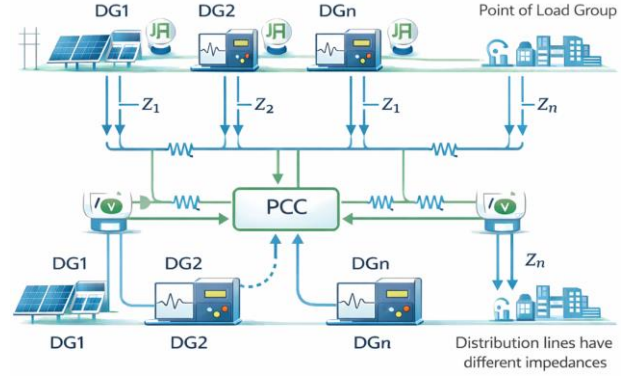 DG1 DG2 DGn Point of Load Group
JA JA JA
Z1 Z2 Z1 Zn
PCC
V V
Zn
DG1 DG2 DGn
DG1 DG2 DGn
Distribution lines have
different impedances